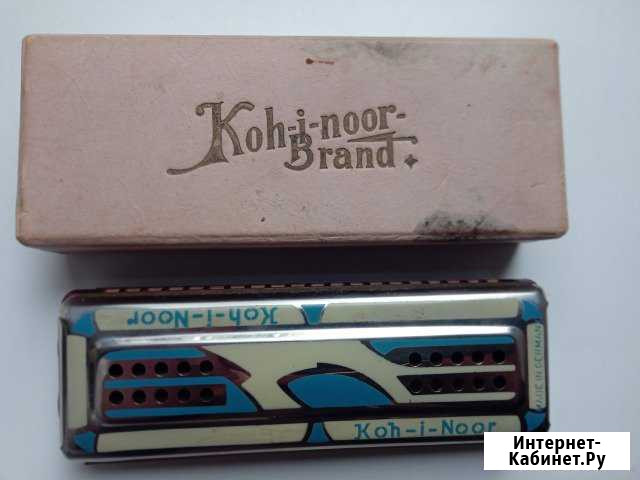 Koh-i-noor-
Brand
Koh-i-Noor
MADE IN GERMANY
Koh-i-Noor
Интернет-
Кабинет.Ру